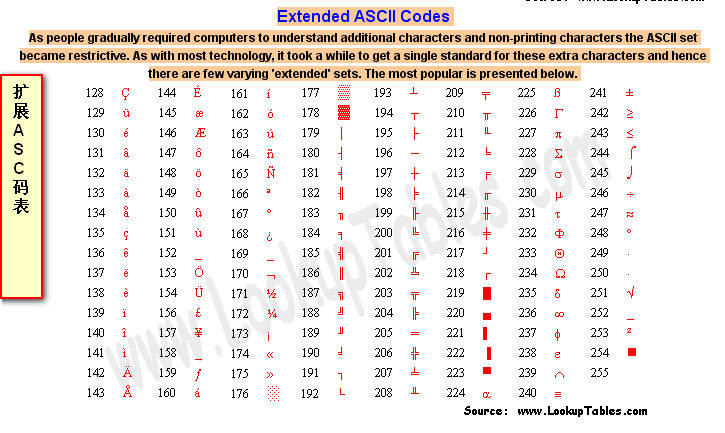 Extended ASCII Codes
As people gradually required computers to understand additional characters and non-printing characters the ASCII set
became restrictive. As with most technology, it took a while to get a single standard for these extra characters and hence
there are few varying 'extended' sets. The most popular is presented below.
扩展ASC码表
128 Ç 144 É 161 í 177 ▒ 193 ┴ 209 ╤ 225 ß 241 ±
129 ü 145 æ 162 ó 178 ▓ 194 ┬ 210 ╥ 226 Γ 242 ≥
130 é 146 Æ 163 ú 179 │ 195 ├ 211 ╙ 227 π 243 ≤
131 â 147 ô 164 ñ 180 ┤ 196 ─ 212 ╘ 228 Σ 244 ⌠
132 ä 148 ö 165 Ñ 181 ╡ 197 ┼ 213 ╒ 229 σ 245 ⌡
133 à 149 ò 166 ª 182 ╢ 198 ╞ 214 ╓ 230 µ 246 ÷
134 å 150 û 167 º 183 ╖ 199 ╟ 215 ╫ 231 τ 247 ≈
135 ç 151 ù 168 ¿ 184 ╕ 200 ╚ 216 ╪ 232 Φ 248 °
136 ê 152 _ 169 _ 185 ╣ 201 ╔ 217 ┘ 233 Θ 249 .
137 ë 153 Ö 170 ¬ 186 ║ 202 ╩ 218 ┌ 234 Ω 250 .
138 è 154 Ü 171 ½ 187 ╗ 203 ╦ 219 █ 235 δ 251 √
139 ï 156 £ 172 ¼ 188 ╝ 204 ╠ 220 ▄ 236 ∞ 252 _
140 î 157 ¥ 173 ¡ 189 ╜ 205 ═ 221 ▌ 237 φ 253 ²
141 ì 158 _ 174 « 190 ╛ 206 ╬ 222 ▐ 238 ε 254 ■
142 Ä 159 ƒ 175 » 191 ┐ 207 ╧ 223 ▀ 239 ∩ 255
143 Å 160 á 176 ░ 192 └ 208 ╨ 224 α 240 ≡
www.LookupTables.com
Source: www.LookupTables.com